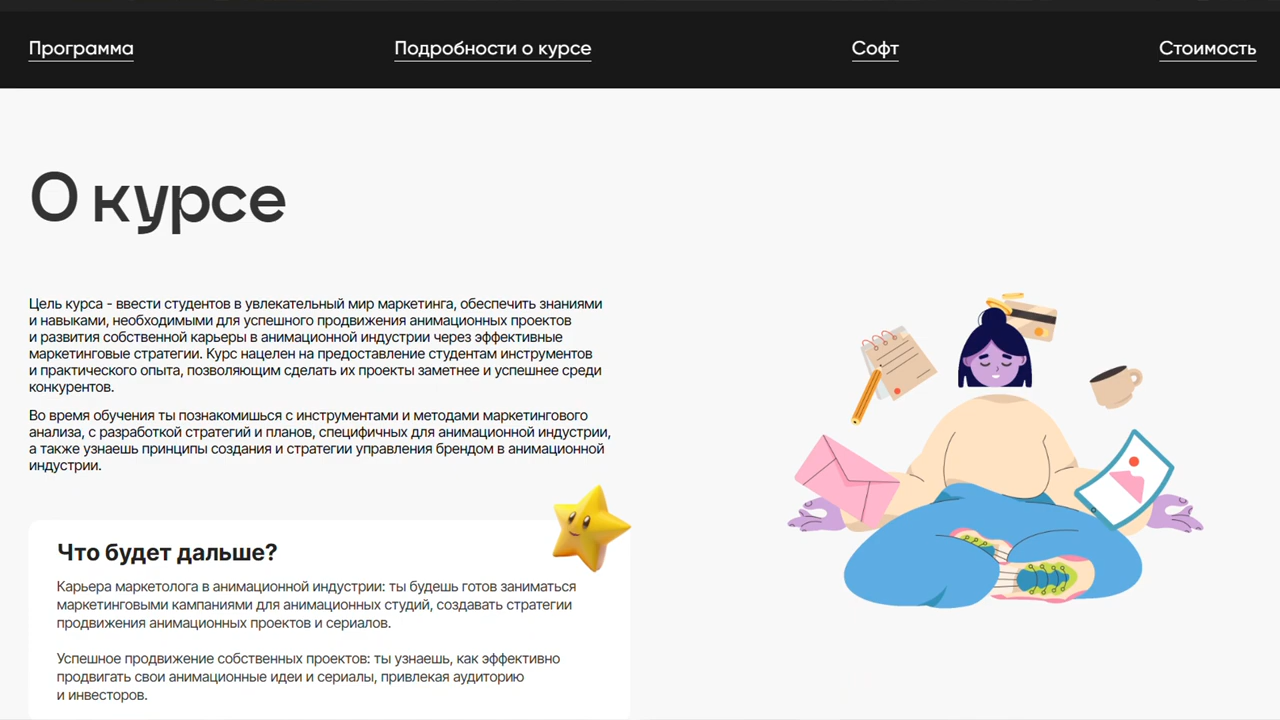 Программа
Подробности о курсе
Софт
Стоимость
О курсе
Цель курса - ввести студентов в увлекательный мир маркетинга, обеспечить знаниями
и навыками, необходимыми для успешного продвижения анимационных проектов
и развития собственной карьеры в анимационной индустрии через эффективные
маркетинговые стратегии. Курс нацелен на предоставление студентам инструментов
и практического опыта, позволяющим сделать их проекты заметнее и успешнее среди
конкурентов.
Во время обучения ты познакомишься с инструментами и методами маркетингового
анализа, с разработкой стратегий и планов, специфичных для анимационной индустрии,
а также узнаешь принципы создания и стратегии управления брендом в анимационной
индустрии.
Что будет дальше?
Карьера маркетолога в анимационной индустрии: ты будешь готов заниматься
маркетинговыми кампаниями для анимационных студий, создавать стратегии
продвижения анимационных проектов и сериалов.
Успешное продвижение собственных проектов: ты узнаешь, как эффективно
продвигать свои анимационные идеи и сериалы, привлекая аудиторию
и инвесторов.